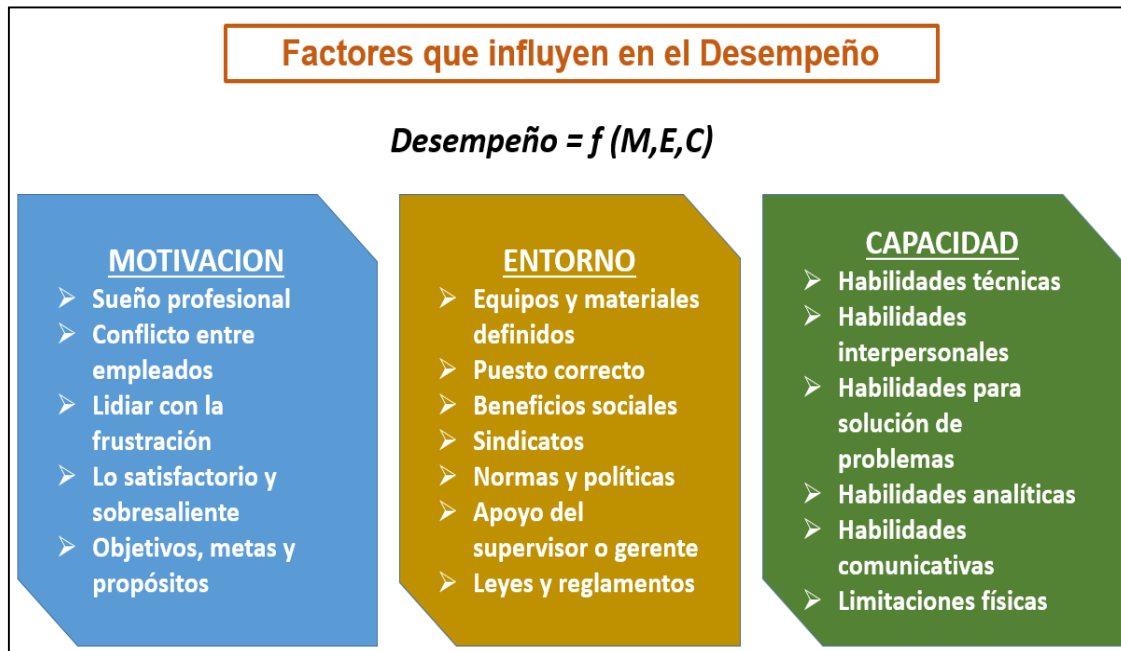 Factores que influyen en el Desempeño
Desempeño = f (M,E,C)
MOTIVACION
➢ Sueño profesional
➢ Conflicto entre
empleados
➢ Lidiar con la
frustración
➢ Lo satisfactorio y
sobresaliente
➢ Objetivos, metas y
propósitos
ENTORNO
➢ Equipos y materiales
definidos
➢ Puesto correcto
➢ Beneficios sociales
➢ Sindicatos
➢ Normas y políticas
➢ Apoyo del
supervisor o gerente
➢ Leyes y reglamentos
CAPACIDAD
➢ Habilidades técnicas
➢ Habilidades
interpersonales
➢ Habilidades para
solución de
problemas
➢ Habilidades analíticas
➢ Habilidades
comunicativas
➢ Limitaciones físicas